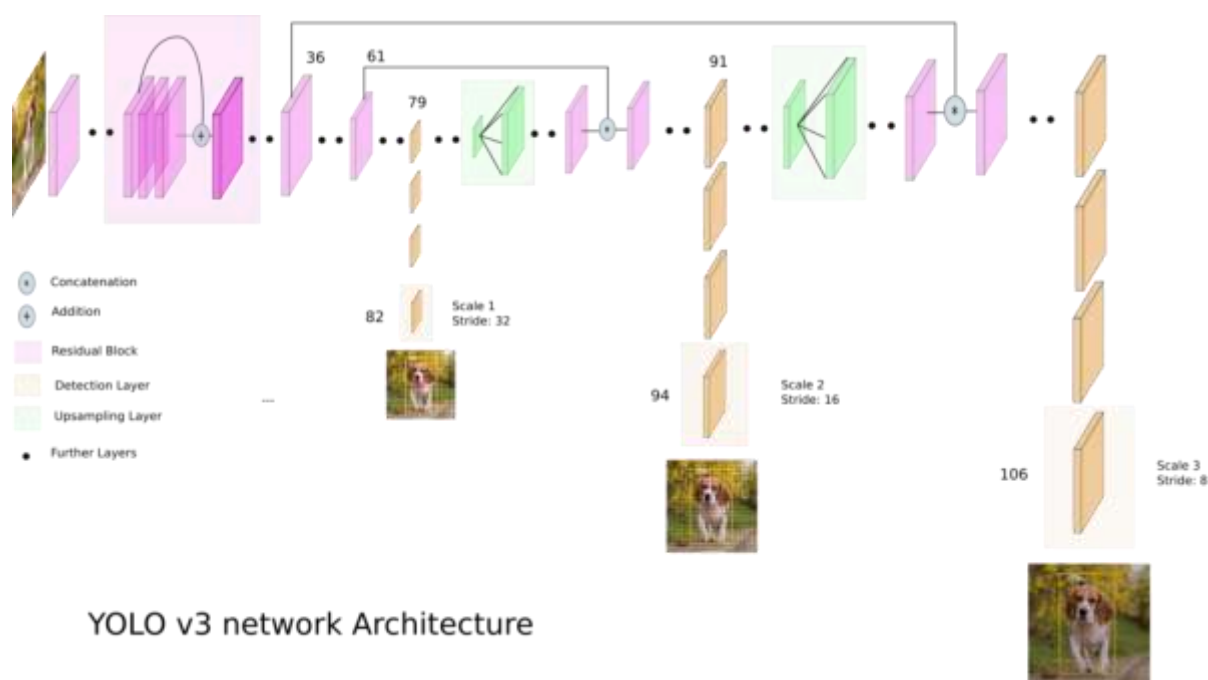 36
61
91
79
Concatenation
Addition
Residual Block
Detection Layer
Upsampling Layer
Further Layers
...
82
Scale 1
Stride: 32
94
Scale 2
Stride: 16
106
Scale 3
Stride: 8
YOLO v3 network Architecture